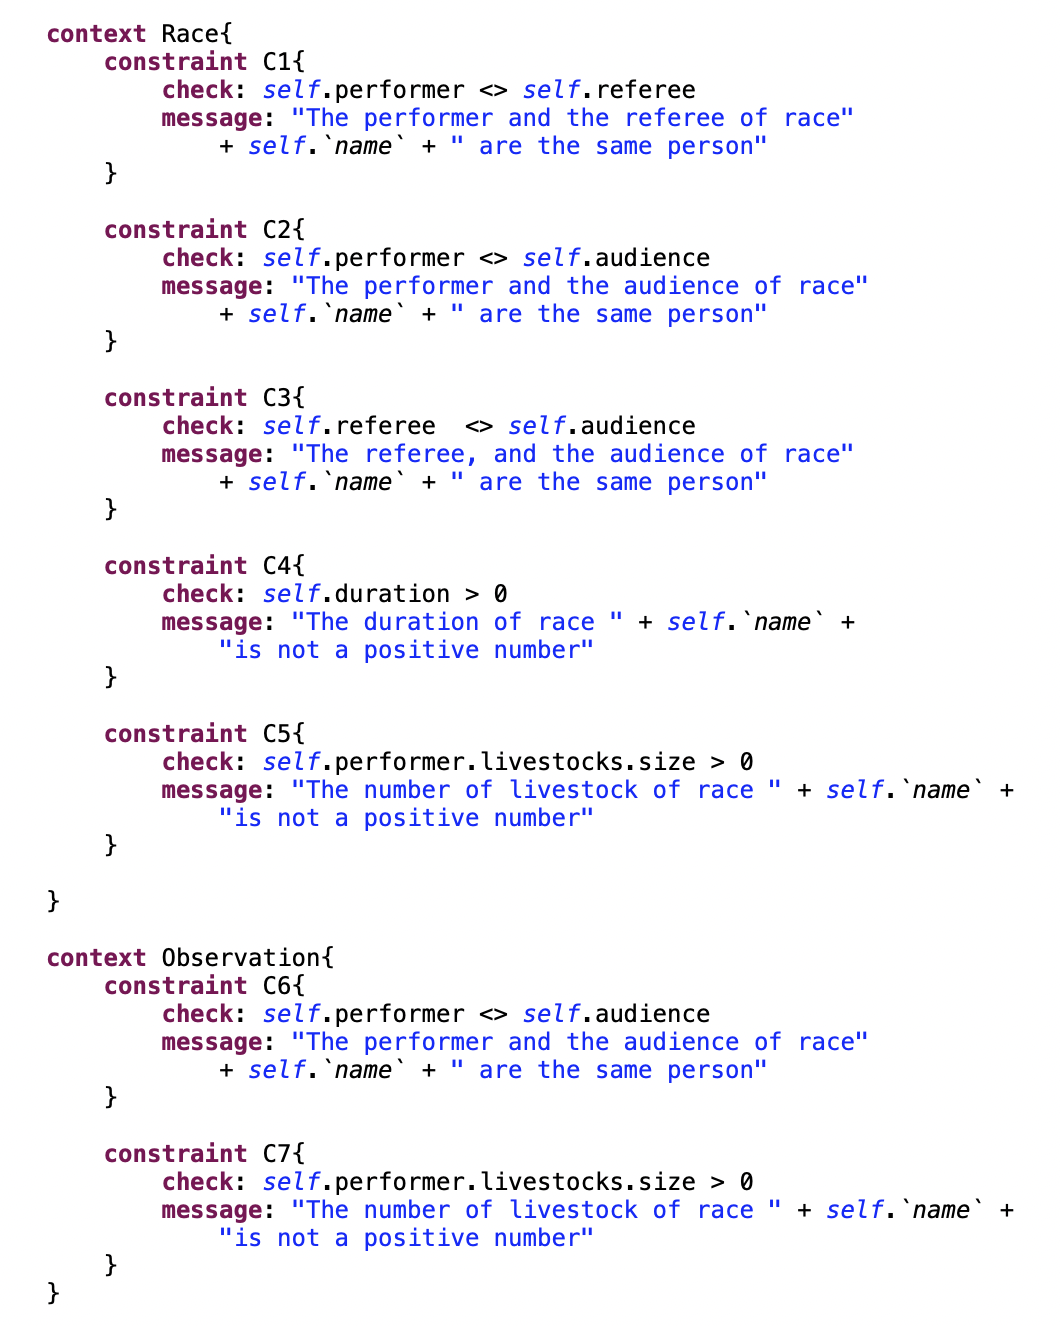 context Race{
    constraint C1{
        check: self.performer <> self.referee
        message: "The performer and the referee of race"
            + self.`name` + " are the same person"
    }

    constraint C2{
        check: self.performer <> self.audience
        message: "The performer and the audience of race"
            + self.`name` + " are the same person"
    }

    constraint C3{
        check: self.referee  <> self.audience
        message: "The referee, and the audience of race"
            + self.`name` + " are the same person"
    }

    constraint C4{
        check: self.duration > 0
        message: "The duration of race " + self.`name` +
            "is not a positive number"
    }

    constraint C5{
        check: self.performer.livestocks.size > 0
        message: "The number of livestock of race " + self.`name` +
            "is not a positive number"
    }

}

context Observation{
    constraint C6{
        check: self.performer <> self.audience
        message: "The performer and the audience of race"
            + self.`name` + " are the same person"
    }

    constraint C7{
        check: self.performer.livestocks.size > 0
        message: "The number of livestock of race " + self.`name` +
            "is not a positive number"
    }
}